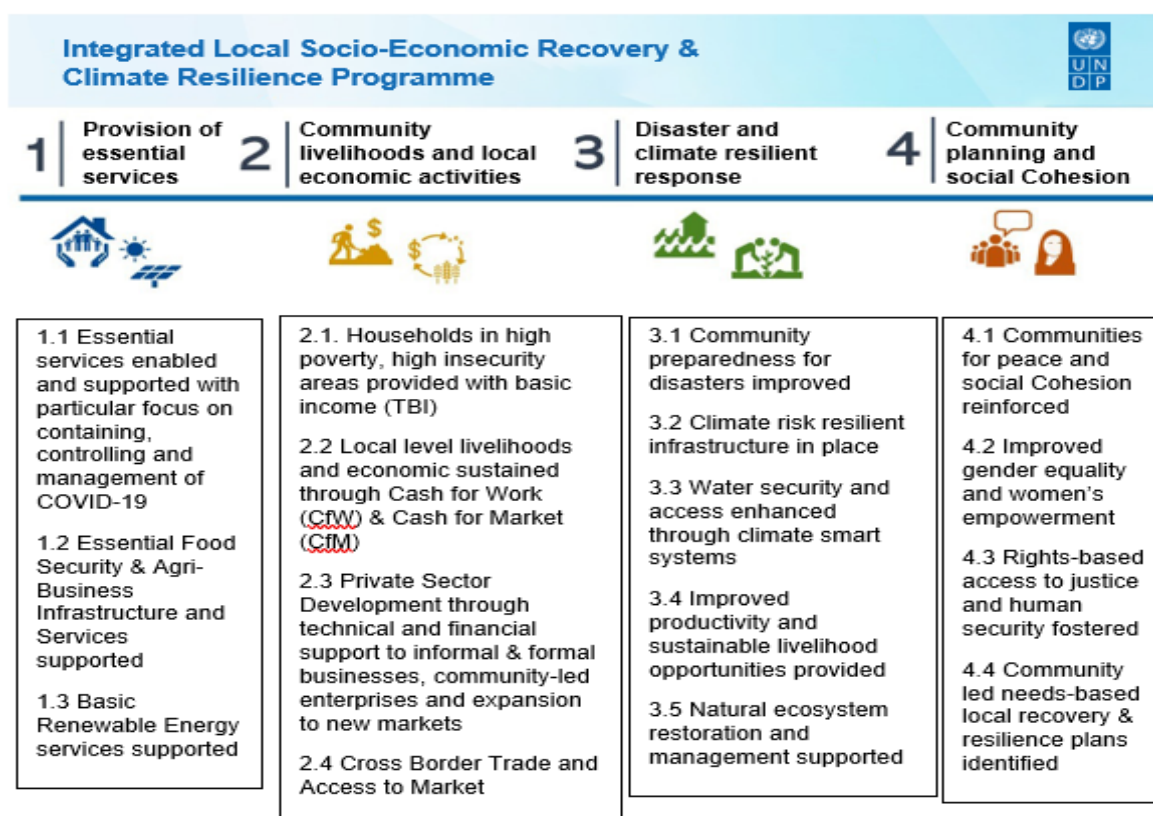 Integrated Local Socio-Economic Recovery &
Climate Resilience Programme
U N
D P
1
Provision of
essential
services
2
Community
livelihoods and local
economic activities
3
Disaster and
climate resilient
response
4
Community
planning and
social Cohesion
$
$
1.1 Essential
services enabled
and supported with
particular focus on
containing,
controlling and
management of
COVID-19
1.2 Essential Food
Security & Agri-
Business
Infrastructure and
Services
supported
1.3 Basic
Renewable Energy
services supported
2.1. Households in high
poverty, high insecurity
areas provided with basic
income (TBI)
2.2 Local level livelihoods
and economic sustained
through Cash for Work
(CfW) & Cash for Market
(CfM)
2.3 Private Sector
Development through
technical and financial
support to informal & formal
businesses, community-led
enterprises and expansion
to new markets
2.4 Cross Border Trade and
Access to Market
3.1 Community
preparedness for
disasters improved
3.2 Climate risk resilient
infrastructure in place
3.3 Water security and
access enhanced
through climate smart
systems
3.4 Improved
productivity and
sustainable livelihood
opportunities provided
3.5 Natural ecosystem
restoration and
management supported
4.1 Communities
for peace and
social Cohesion
reinforced
4.2 Improved
gender equality
and women's
empowerment
4.3 Rights-based
access to justice
and human
security fostered
4.4 Community
led needs-based
local recovery &
resilience plans
identified